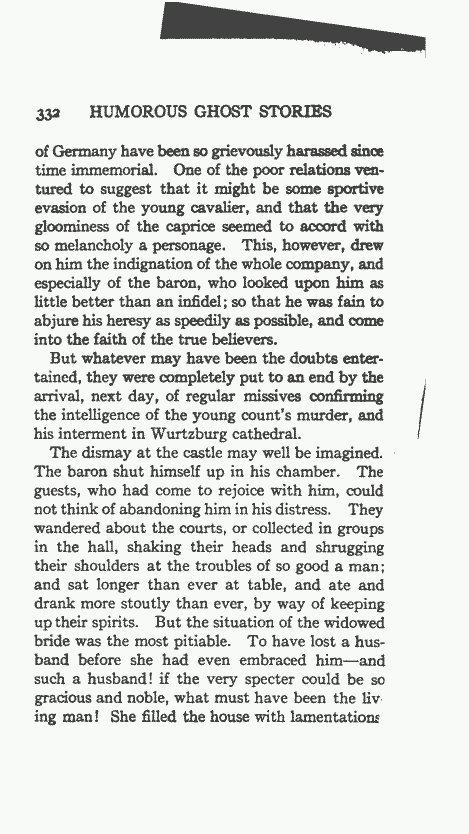 332 HUMOROUS GHOST STORIES
of Germany have been so grievously harassed since
time immemorial. One of the poor relations ven-
tured to suggest that it might be some sportive
evasion of the young cavalier, and that the very
gloominess of the caprice seemed to accord with
so melancholy a personage. This, however, drew
on him the indignation of the whole company, and
especially of the baron, who looked upon him as
little better than an infidel; so that he was fain to
abjure his heresy as speedily as possible, and come
into the faith of the true believers.
But whatever may have been the doubts enter-
tained, they were completely put to an end by the
arrival, next day, of regular missives confirming
the intelligence of the young count's murder, and
his interment in Wurtzburg cathedral.
The dismay at the castle may well be imagined.
The baron shut himself up in his chamber. The
guests, who had come to rejoice with him, could
not think of abandoning him in his distress. They
wandered about the courts, or collected in groups
in the hall, shaking their heads and shrugging
their shoulders at the troubles of so good a man;
and sat longer than ever at table, and ate and
drank more stoutly than ever, by way of keeping
up their spirits. But the situation of the widowed
bride was the most pitiable. To have lost a hus-
band before she had even embraced him—and
such a husband! if the very specter could be so
gracious and noble, what must have been the liv-
ing man! She filled the house with lamentations